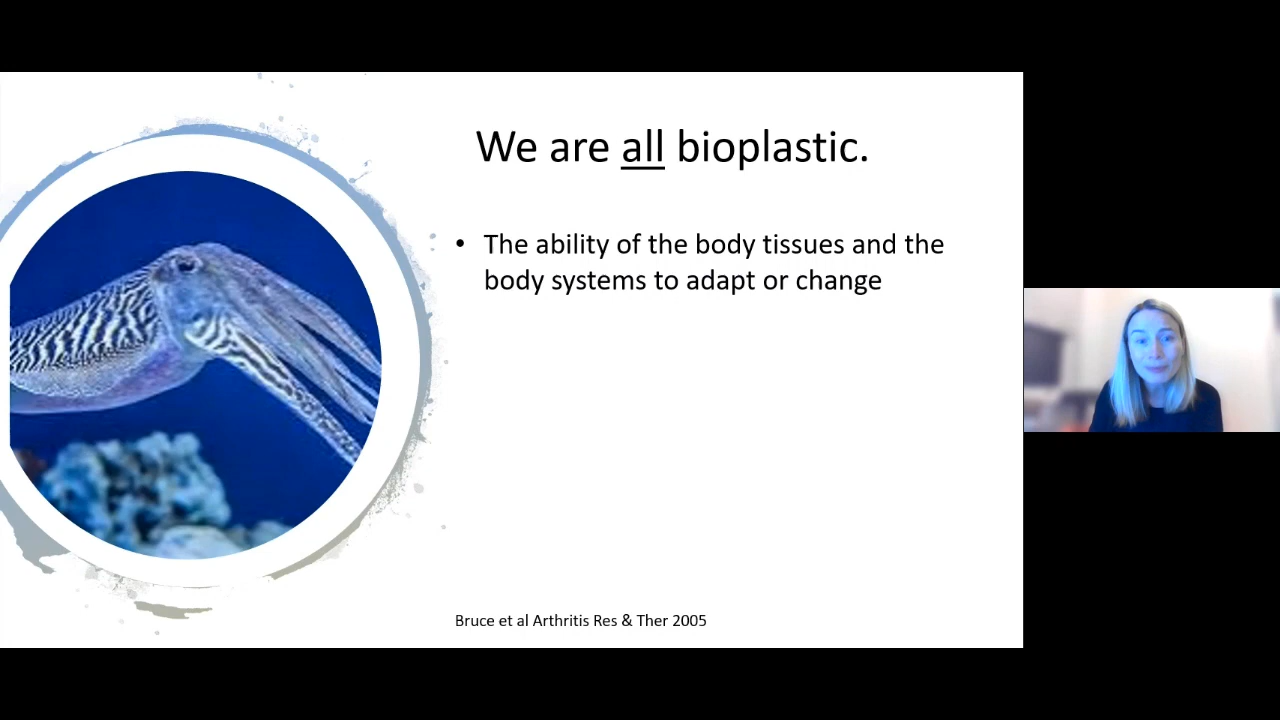 We are all bioplastic.
• The ability of the body tissues and the
body systems to adapt or change
Bruce et al Arthritis Res & Ther 2005